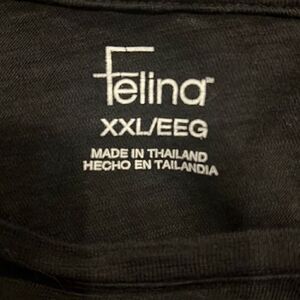 Felina
XXL/EEG
MADE IN THAILAND
HECHO EN TAILANDIA